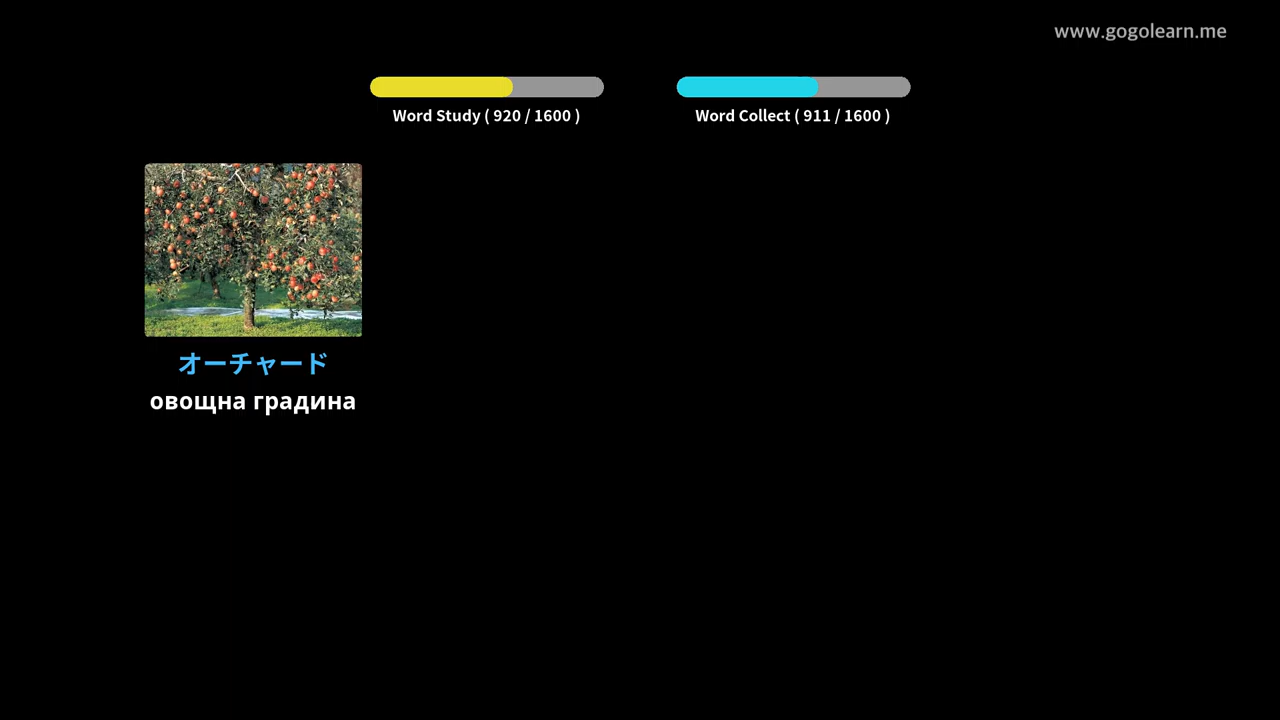 www.gogolearn.me
Word Study ( 920 / 1600 )
Word Collect ( 911 / 1600 )
オーチャード
овощна градина